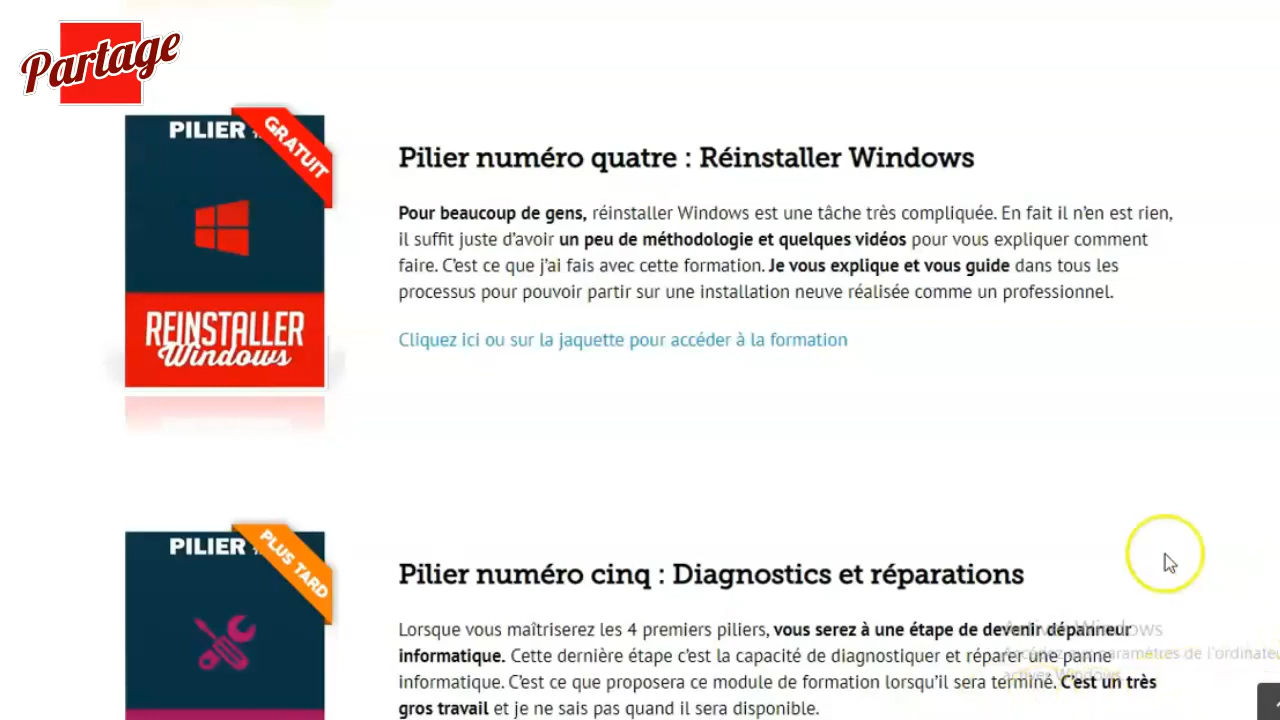 Partage
PILIER
GRATUIT
REINSTALLER
Windows
Pilier numéro quatre : Réinstaller Windows
Pour beaucoup de gens, réinstaller Windows est une tâche très compliquée. En fait il n’en est rien,
il suffit juste d’avoir un peu de méthodologie et quelques vidéos pour vous expliquer comment
faire. C’est ce que j’ai fais avec cette formation. Je vous explique et vous guide dans tous les
processus pour pouvoir partir sur une installation neuve réalisée comme un professionnel.
Cliquez ici ou sur la jaquette pour accéder à la formation
PILIER
PLUS TARD
Pilier numéro cinq : Diagnostics et réparations
Lorsque vous maîtriserez les 4 premiers piliers, vous serez à une étape de devenir dépanneur
informatique. Cette dernière étape c’est la capacité de diagnostiquer et réparer une panne
informatique. C’est ce que proposera ce module de formation lorsqu’il sera terminé. C’est un très
gros travail et je ne sais pas quand il sera disponible.
Windows
paramètres de l'ordinateu
activer Windows